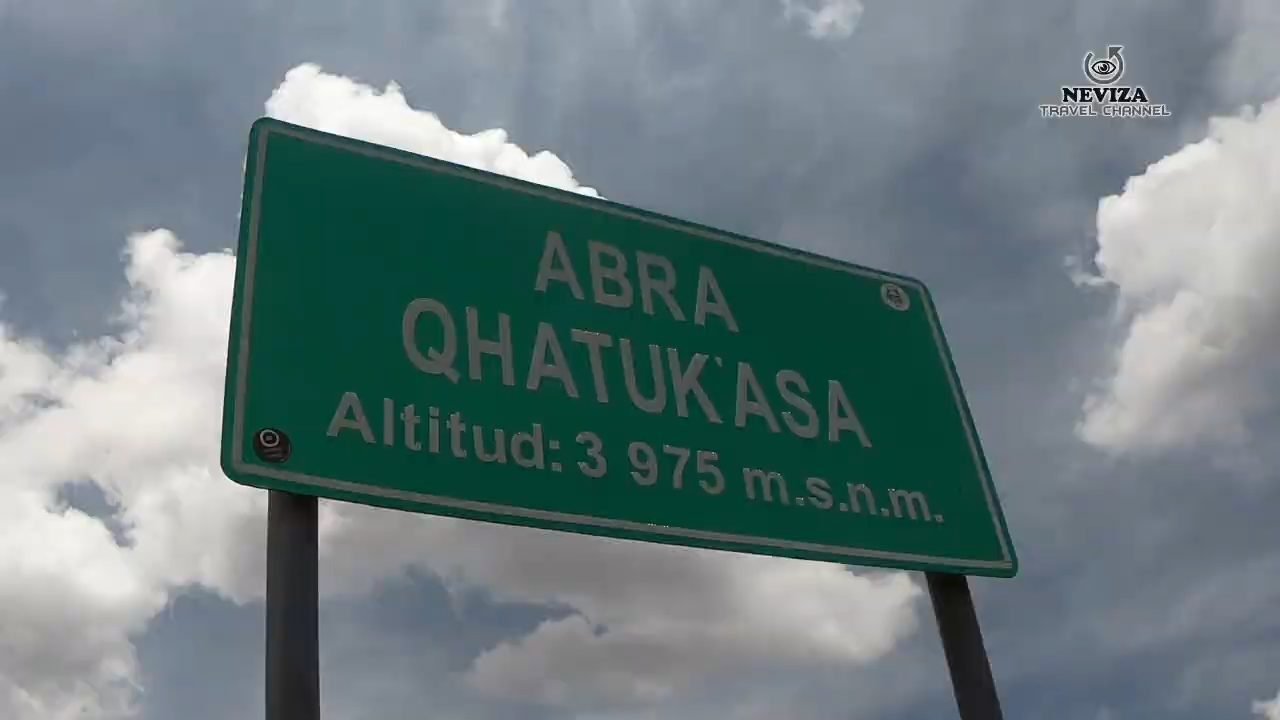 NEVIZA
TRAVEL CHANNEL
ABRA
QHATUK`ASA
Altitud: 3 975 m.s.n.m.